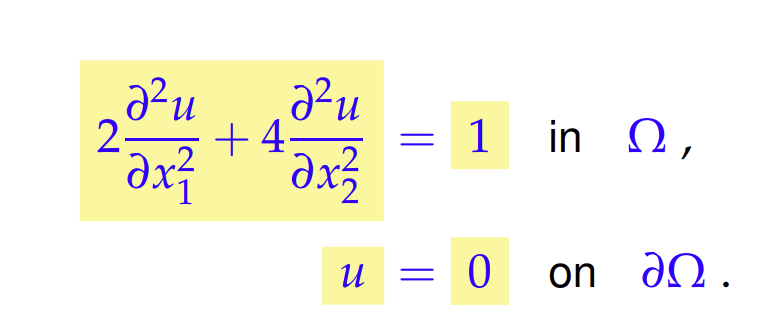 2 ∂²u/∂x₁² + 4 ∂²u/∂x₂² = 1 in Ω ,
u = 0 on ∂Ω .